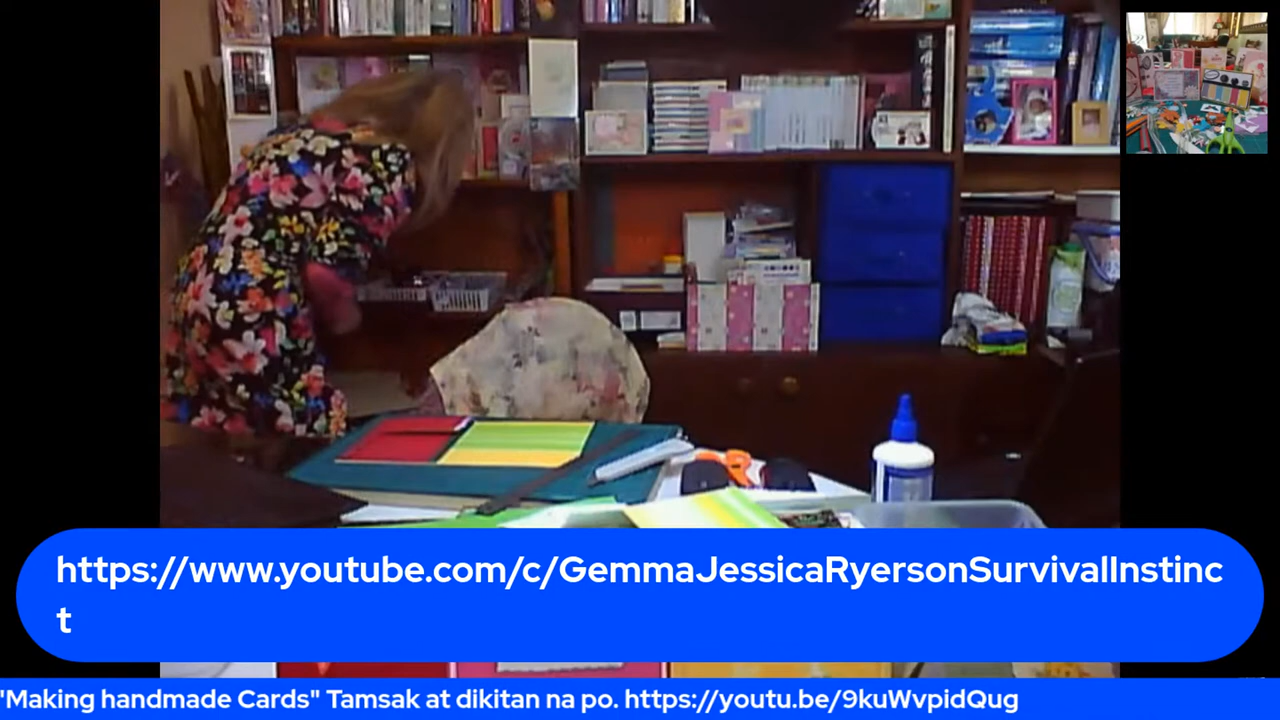 https://www.youtube.com/c/GemmaJessicaRyersonSurvivalInstinc
t
"Making handmade Cards" Tamsak at dikitan na po. https://youtu.be/9kuWvpidQug